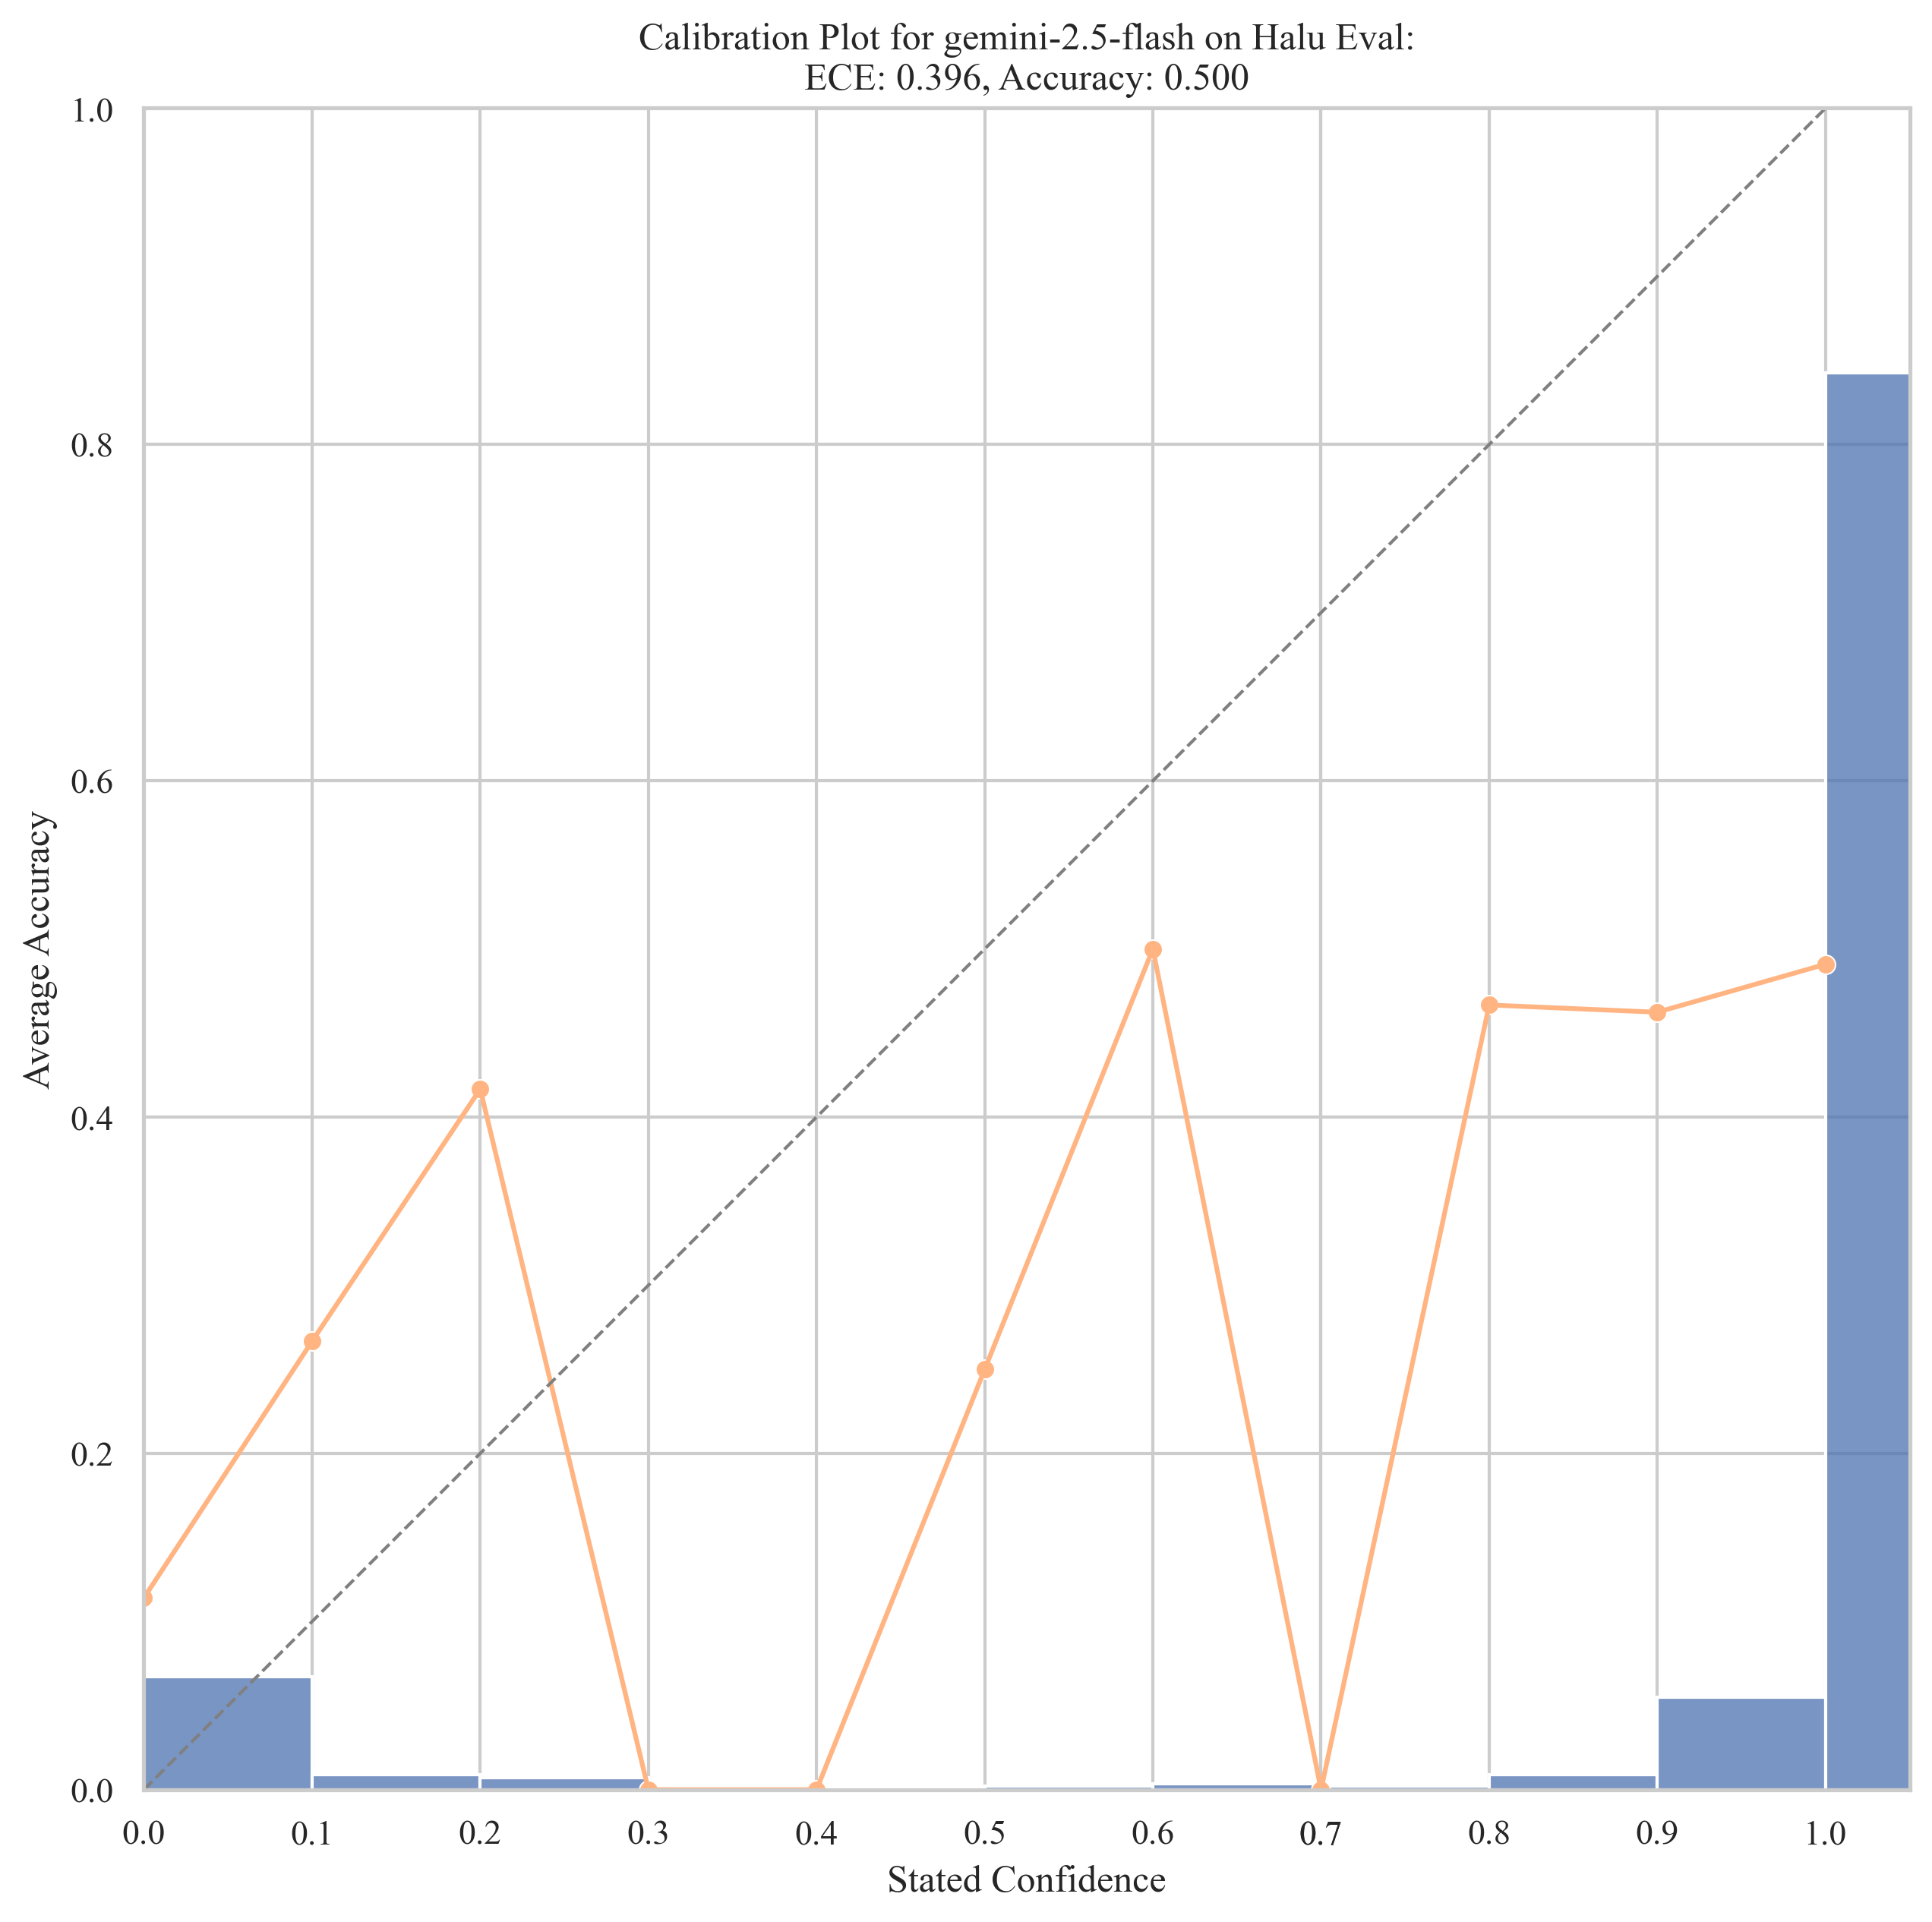 Calibration Plot for gemini-2.5-flash on Halu Eval:
ECE: 0.396, Accuracy: 0.500
1.0
0.8
0.6
0.4
0.2
0.0
Average Accuracy
0.0 0.1 0.2 0.3 0.4 0.5 0.6 0.7 0.8 0.9 1.0
Stated Confidence